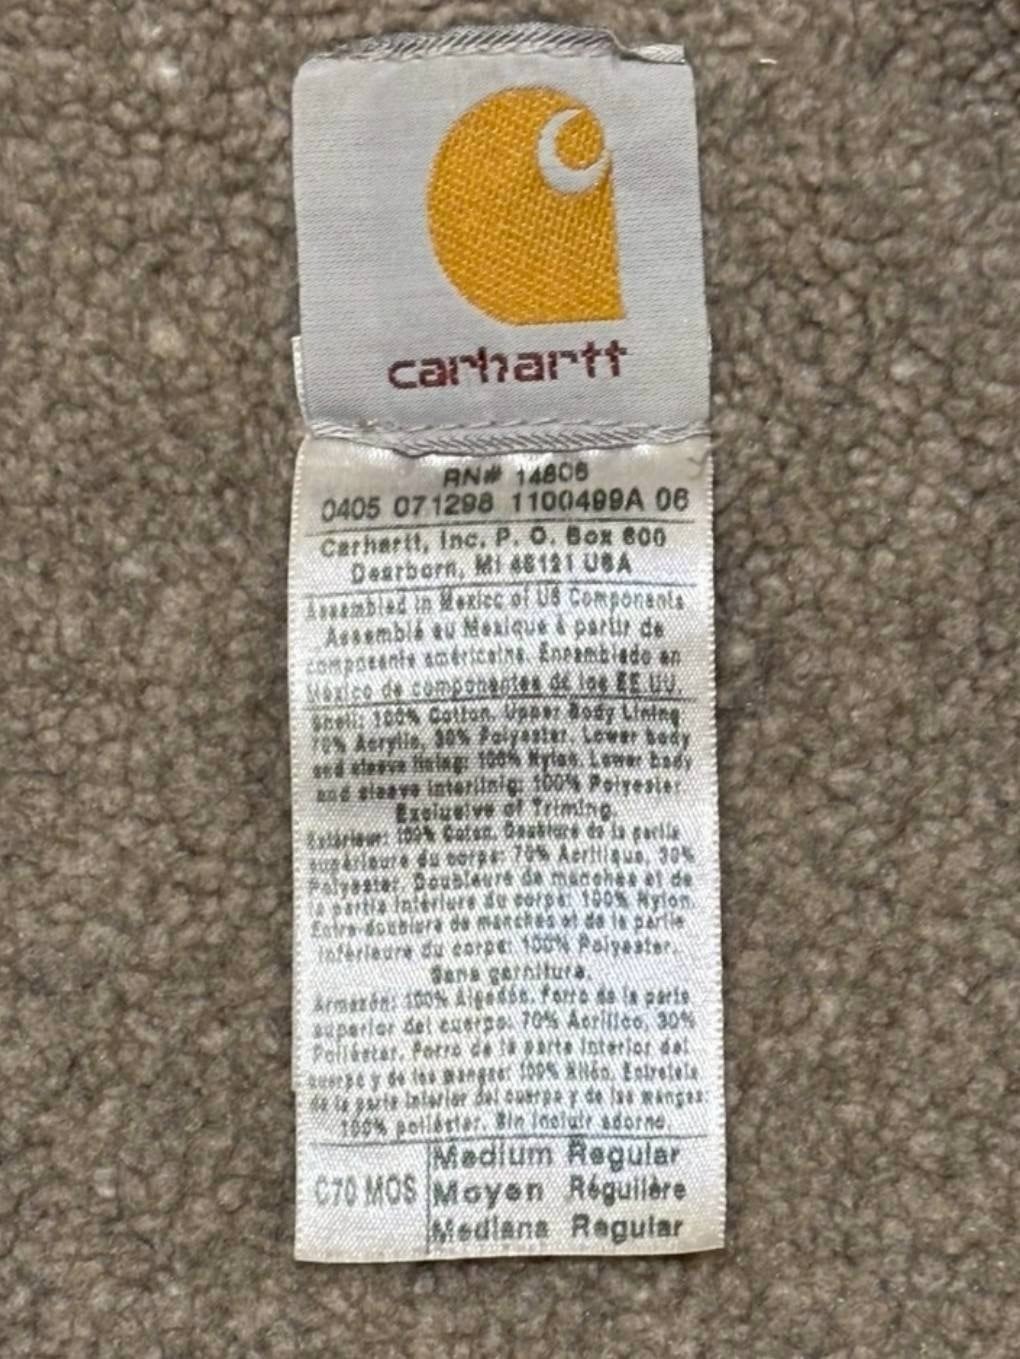 carhartt
RN# 14806
0405 071298 1100499A 06
Carhartt, Inc. P. O. Box 600
Dearborn, MI 48121 USA
Assembled in Mexico of US Components
Assemblé au Mexique à partir de
composants américains. Ensamblado en
México de componentes de los EE.UU.
Shell: 100% Cotton. Upper Body Lining
70% Acrylic, 30% Polyester. Lower body
and sleeve lining: 100% Nylon. Lower body
and sleeve interlinig: 100% Polyester
Exclusive of Triming.
Extérieur: 100% Coton. Doublure de la partie
supérieure du corps: 70% Acrilique, 30%
Polyester. Doubleure de manches et de
la partie inférieure du corps: 100% Nylon.
Entre-doublure de manches et de la partie
inférieure du corps: 100% Polyester.
Sans garniture.
Armazón: 100% Algodón. Forro de la parte
superior del cuerpo: 70% Acrílico, 30%
Poliéster. Forro de la parte interior del
cuerpo y de las mangas: 100% Nilón. Entretela
de la parte interior del cuerpo y de las mangas:
100% poliéster. Sin incluir adorno.
C70 MOS
Medium Regular
Moyen Régulière
Mediana Regular